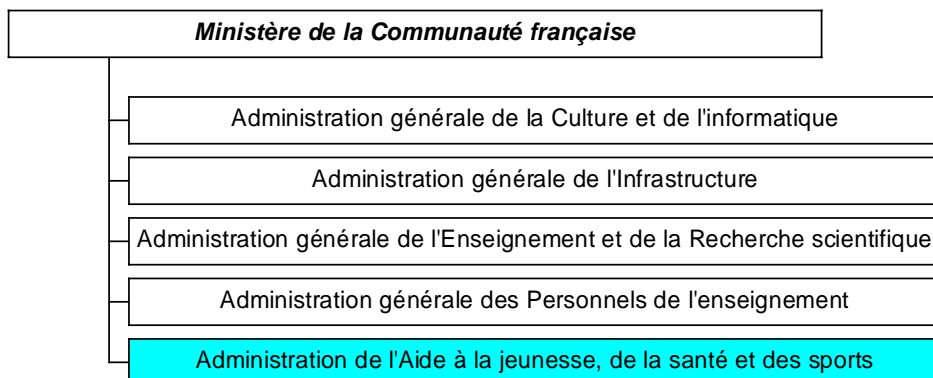 Ministère de la Communauté française
Administration générale de la Culture et de l'informatique
Administration générale de l'Infrastructure
Administration générale de l'Enseignement et de la Recherche scientifique
Administration générale des Personnels de l'enseignement
Administration de l'Aide à la jeunesse, de la santé et des sports